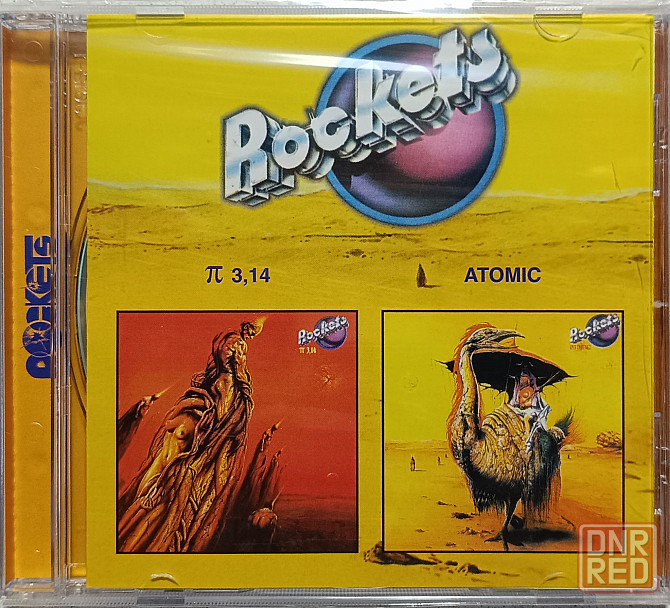 Rockets
ROCKETS
π 3,14
ATOMIC
Rockets
π 3,14
Rockets
DNR
RED